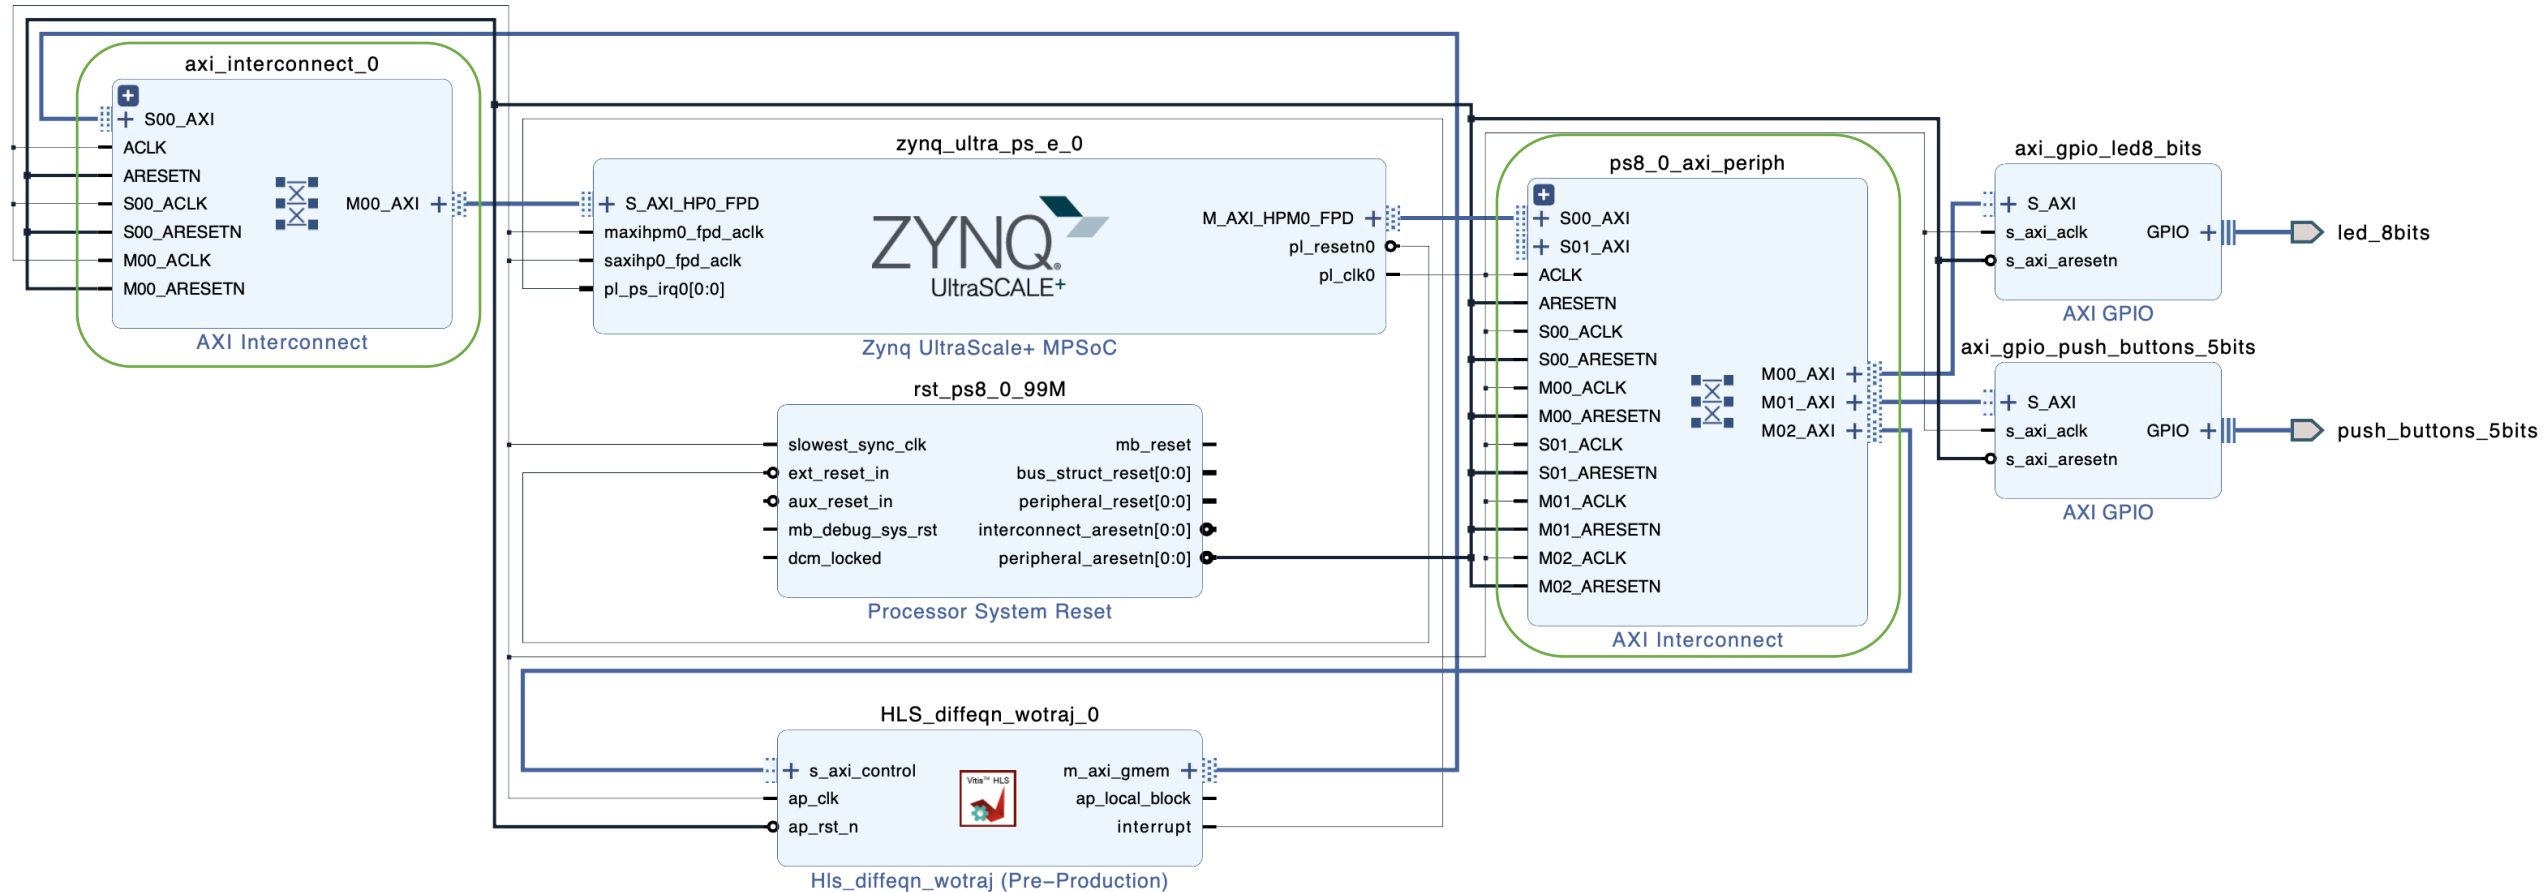 axi_interconnect_0
S00_AXI
ACLK
ARESETN
S00_ACLK
S00_ARESETN
M00_ACLK
M00_ARESETN
M00_AXI
AXI Interconnect
zynq_ultra_ps_e_0
S_AXI_HP0_FPD
maxihpm0_fpd_aclk
saxihp0_fpd_aclk
pl_ps_irq0[0:0]
ZYNQ®
UltraSCALE+
M_AXI_HPM0_FPD
pl_resetn0
pl_clk0
Zynq UltraScale+ MPSoC
rst_ps8_0_99M
slowest_sync_clk
ext_reset_in
aux_reset_in
mb_debug_sys_rst
dcm_locked
mb_reset
bus_struct_reset[0:0]
peripheral_reset[0:0]
interconnect_aresetn[0:0]
peripheral_aresetn[0:0]
Processor System Reset
HLS_diffeqn_wotraj_0
s_axi_control
ap_clk
ap_rst_n
Vitis™ HLS
m_axi_gmem
ap_local_block
interrupt
Hls_diffeqn_wotraj (Pre-Production)
ps8_0_axi_periph
S00_AXI
S01_AXI
ACLK
ARESETN
S00_ACLK
S00_ARESETN
M00_ACLK
M00_ARESETN
S01_ACLK
S01_ARESETN
M01_ACLK
M01_ARESETN
M02_ACLK
M02_ARESETN
M00_AXI
M01_AXI
M02_AXI
AXI Interconnect
axi_gpio_led8_bits
S_AXI
s_axi_aclk
s_axi_aresetn
GPIO
AXI GPIO
led_8bits
axi_gpio_push_buttons_5bits
S_AXI
s_axi_aclk
s_axi_aresetn
GPIO
AXI GPIO
push_buttons_5bits